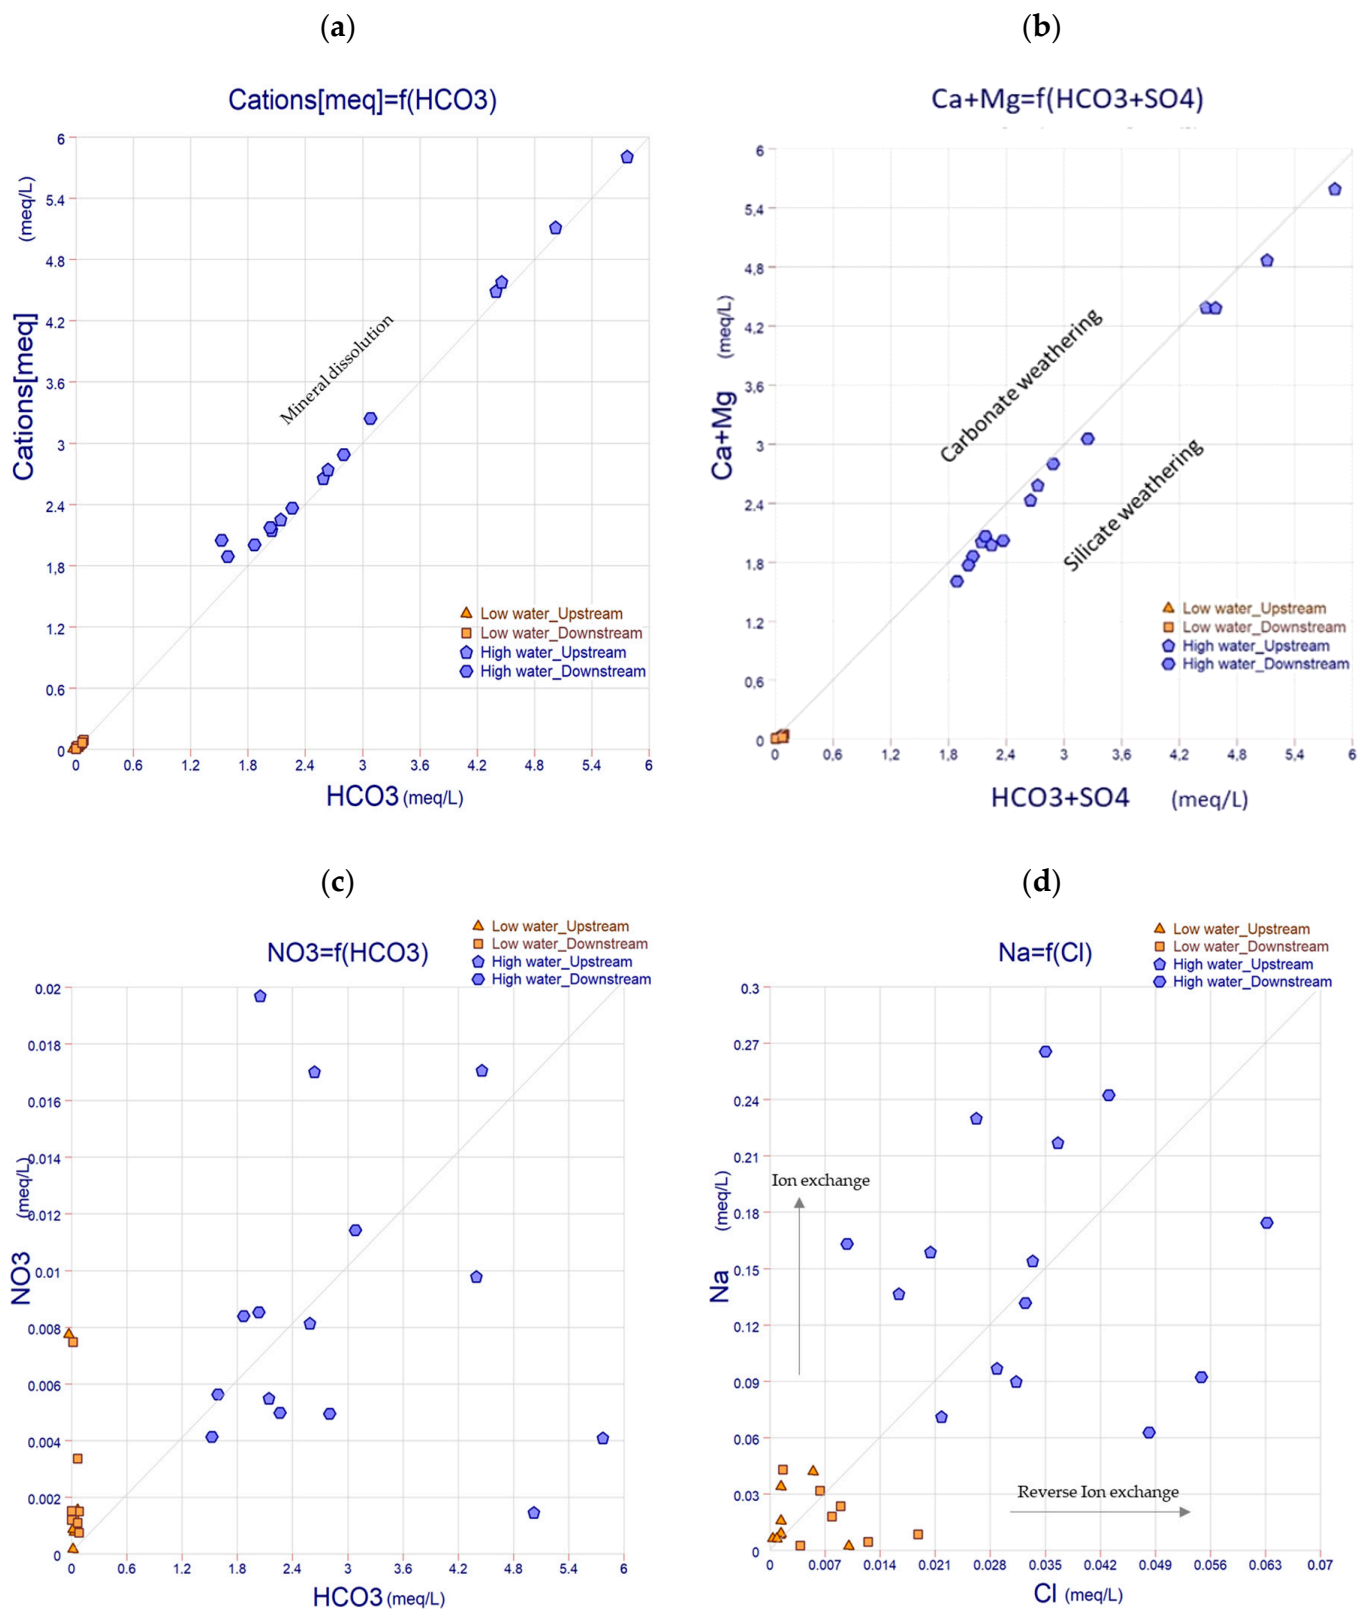 (a)
Cations[meq]=f(HCO3)
6
5.4
4.8
4.2
3.6
3
2.4
1,8
1.2
0.6
0
Cations[meq] (meq/L)
Mineral dissolution
Low water_Upstream
Low water_Downstream
High water_Upstream
High water_Downstream
0 0.6 1.2 1.8 2.4 3 3.6 4.2 4.8 5.4 6
HCO3 (meq/L)
(b)
Ca+Mg=f(HCO3+SO4)
6
5,4
4,8
4,2
3,6
3
2,4
1,8
1,2
0,6
0
Ca+Mg (meq/L)
Carbonate weathering
Silicate weathering
Low water_Upstream
Low water_Downstream
High water_Upstream
High water_Downstream
0 0,6 1,2 1,8 2,4 3 3,6 4,2 4,8 5,4 6
HCO3+SO4 (meq/L)
(c)
Low water_Upstream
Low water_Downstream
High water_Upstream
High water_Downstream
NO3=f(HCO3)
0.02
0.018
0.016
0.014
0.012
0.01
0.008
0.006
0.004
0.002
0
NO3 (meq/L)
0 0.6 1.2 1.8 2.4 3 3.6 4.2 4.8 5.4 6
HCO3 (meq/L)
(d)
Low water_Upstream
Low water_Downstream
High water_Upstream
High water_Downstream
Na=f(Cl)
0.3
0.27
0.24
0.21
0.18
0.15
0.12
0.09
0.06
0.03
0
Na (meq/L)
Ion exchange
Reverse Ion exchange
0 0.007 0.014 0.021 0.028 0.035 0.042 0.049 0.056 0.063 0.07
Cl (meq/L)